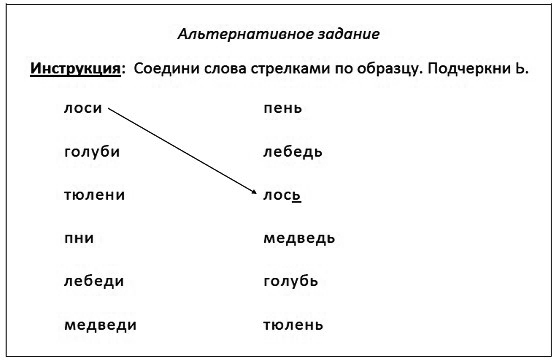 Альтернативное задание
Инструкция: Соедини слова стрелками по образцу. Подчеркни Ь.
лоси пень
голуби лебедь
тюлени лось
пни медведь
лебеди голубь
медведи тюлень